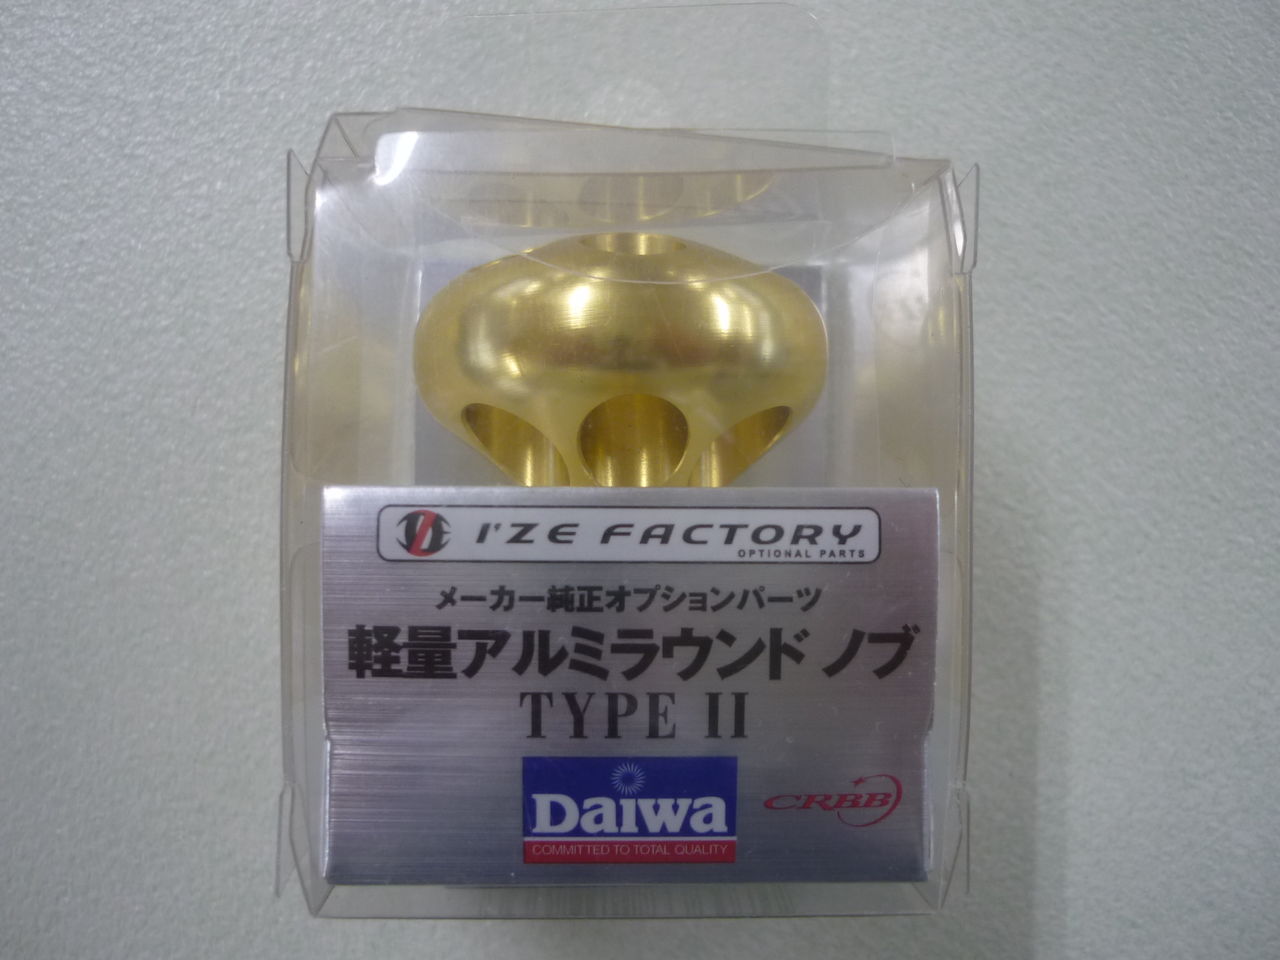 I'ZE FACTORY
OPTIONAL PARTS
メーカー純正オプションパーツ
軽量アルミラウンド ノブ
TYPE II
Daiwa
COMMITTED TO TOTAL QUALITY
CRBB